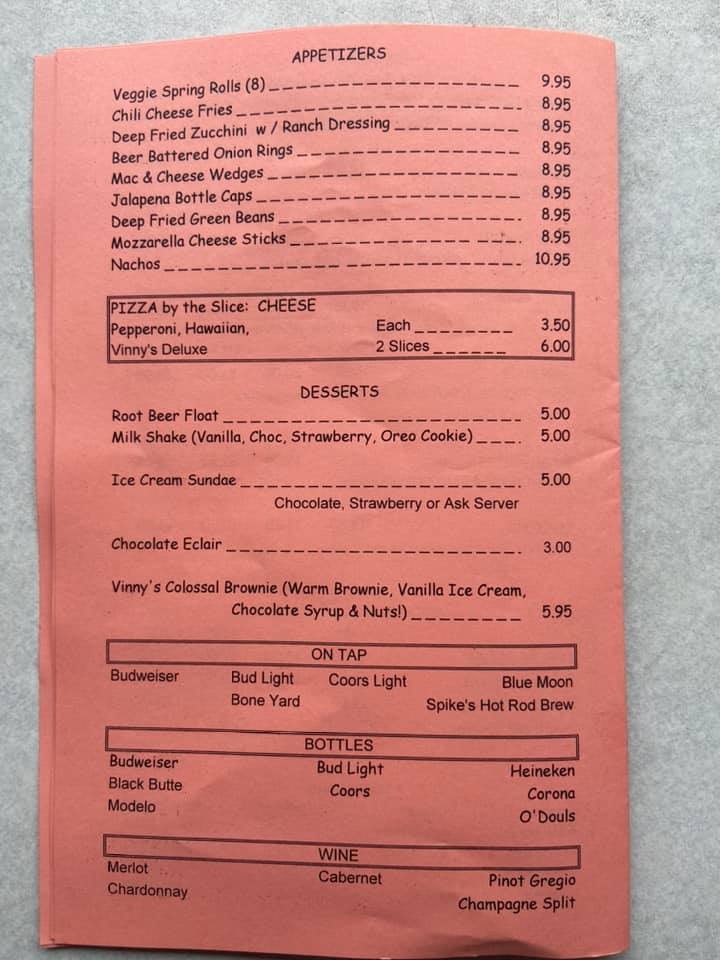 APPETIZERS
Veggie Spring Rolls (8) 9.95
Chili Cheese Fries 8.95
Deep Fried Zucchini w / Ranch Dressing 8.95
Beer Battered Onion Rings 8.95
Mac & Cheese Wedges 8.95
Jalapena Bottle Caps 8.95
Deep Fried Green Beans 8.95
Mozzarella Cheese Sticks 8.95
Nachos 10.95
PIZZA by the Slice: CHEESE
Pepperoni, Hawaiian, Each 3.50
Vinny's Deluxe 2 Slices 6.00
DESSERTS
Root Beer Float 5.00
Milk Shake (Vanilla, Choc, Strawberry, Oreo Cookie) 5.00
Ice Cream Sundae 5.00
Chocolate, Strawberry or Ask Server
Chocolate Eclair 3.00
Vinny's Colossal Brownie (Warm Brownie, Vanilla Ice Cream,
Chocolate Syrup & Nuts!) 5.95
ON TAP
Budweiser Bud Light Coors Light Blue Moon
Bone Yard Spike's Hot Rod Brew
BOTTLES
Budweiser Bud Light Heineken
Black Butte Coors Corona
Modelo O'Douls
WINE
Merlot Cabernet Pinot Gregio
Chardonnay Champagne Split